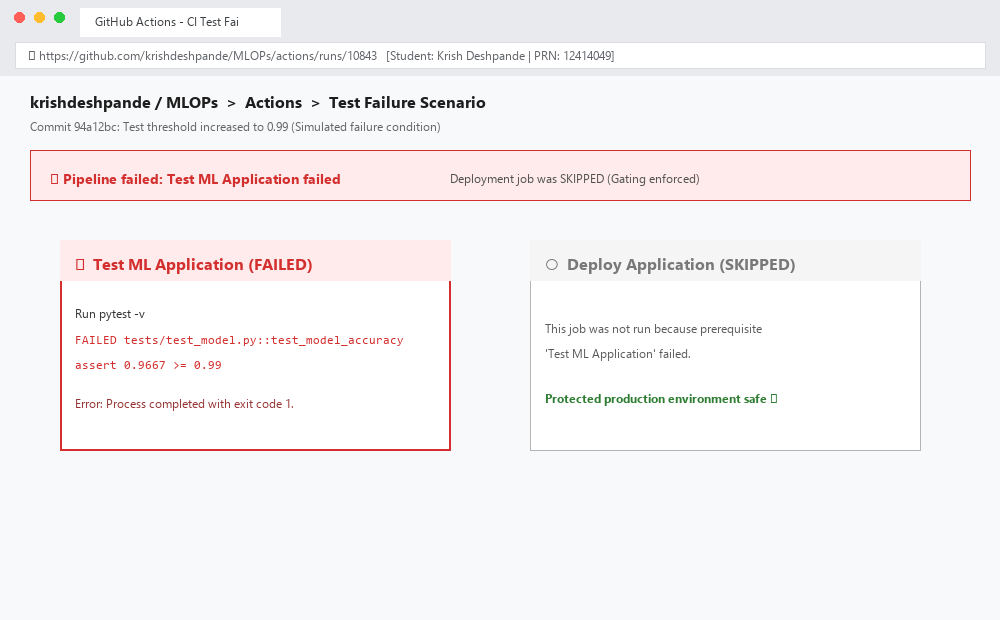 GitHub Actions - CI Test Fai
https://github.com/krishdeshpande/MLOPs/actions/runs/10843 [Student: Krish Deshpande | PRN: 12414049]
krishdeshpande / MLOPs > Actions > Test Failure Scenario
Commit 94a12bc: Test threshold increased to 0.99 (Simulated failure condition)
Pipeline failed: Test ML Application failed
Deployment job was SKIPPED (Gating enforced)
Test ML Application (FAILED)
Run pytest -v
FAILED tests/test_model.py::test_model_accuracy
assert 0.9667 >= 0.99
Error: Process completed with exit code 1.
Deploy Application (SKIPPED)
This job was not run because prerequisite
'Test ML Application' failed.
Protected production environment safe